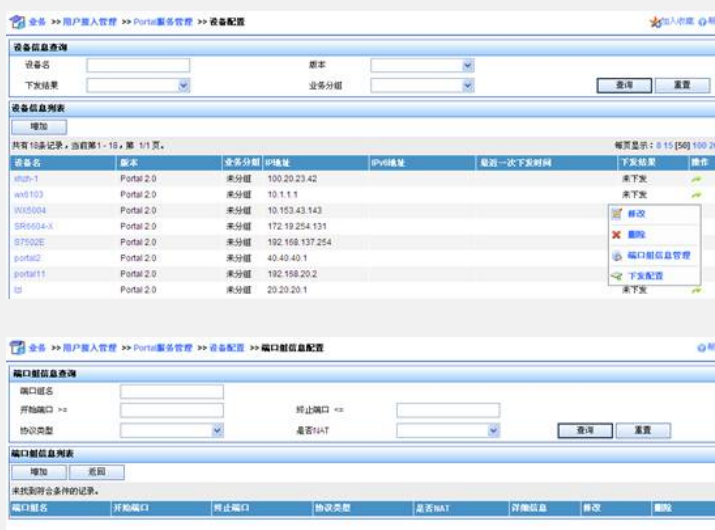 业务 >> 用户接入管理 >> Portal服务管理 >> 设备配置 加入收藏
设备信息查询
设备名 版本
下发结果 业务分组 查询 重置
设备信息列表
增加
共有18条记录，当前第1 - 18，第 1/1 页。 每页显示：8 15 [50] 100
设备名 版本 业务分组 IP地址 IPv6地址 最近一次下发时间 下发结果 操作
Portal 2.0 未分组 100.20.23.42 未下发
wx6103 Portal 2.0 未分组 10.1.1.1 未下发
WX5004 Portal 2.0 未分组 10.153.43.143 修改
SR6604-X Portal 2.0 未分组 172.19.254.131 删除
S7502E Portal 2.0 未分组 192.168.137.254 端口组信息管理
portal2 Portal 2.0 未分组 40.40.40.1 下发配置
portal11 Portal 2.0 未分组 192.158.20.2
Portal 2.0 未分组 20.20.20.1 未下发
业务 >> 用户接入管理 >> Portal服务管理 >> 设备配置 >> 端口组信息配置
端口组信息查询
端口组名
开始端口 >= 终止端口 <=
协议类型 是否NAT 查询 重置
端口组信息列表
增加 返回
未找到符合条件的记录。
端口组名 开始端口 终止端口 协议类型 是否NAT 详细信息 修改 删除